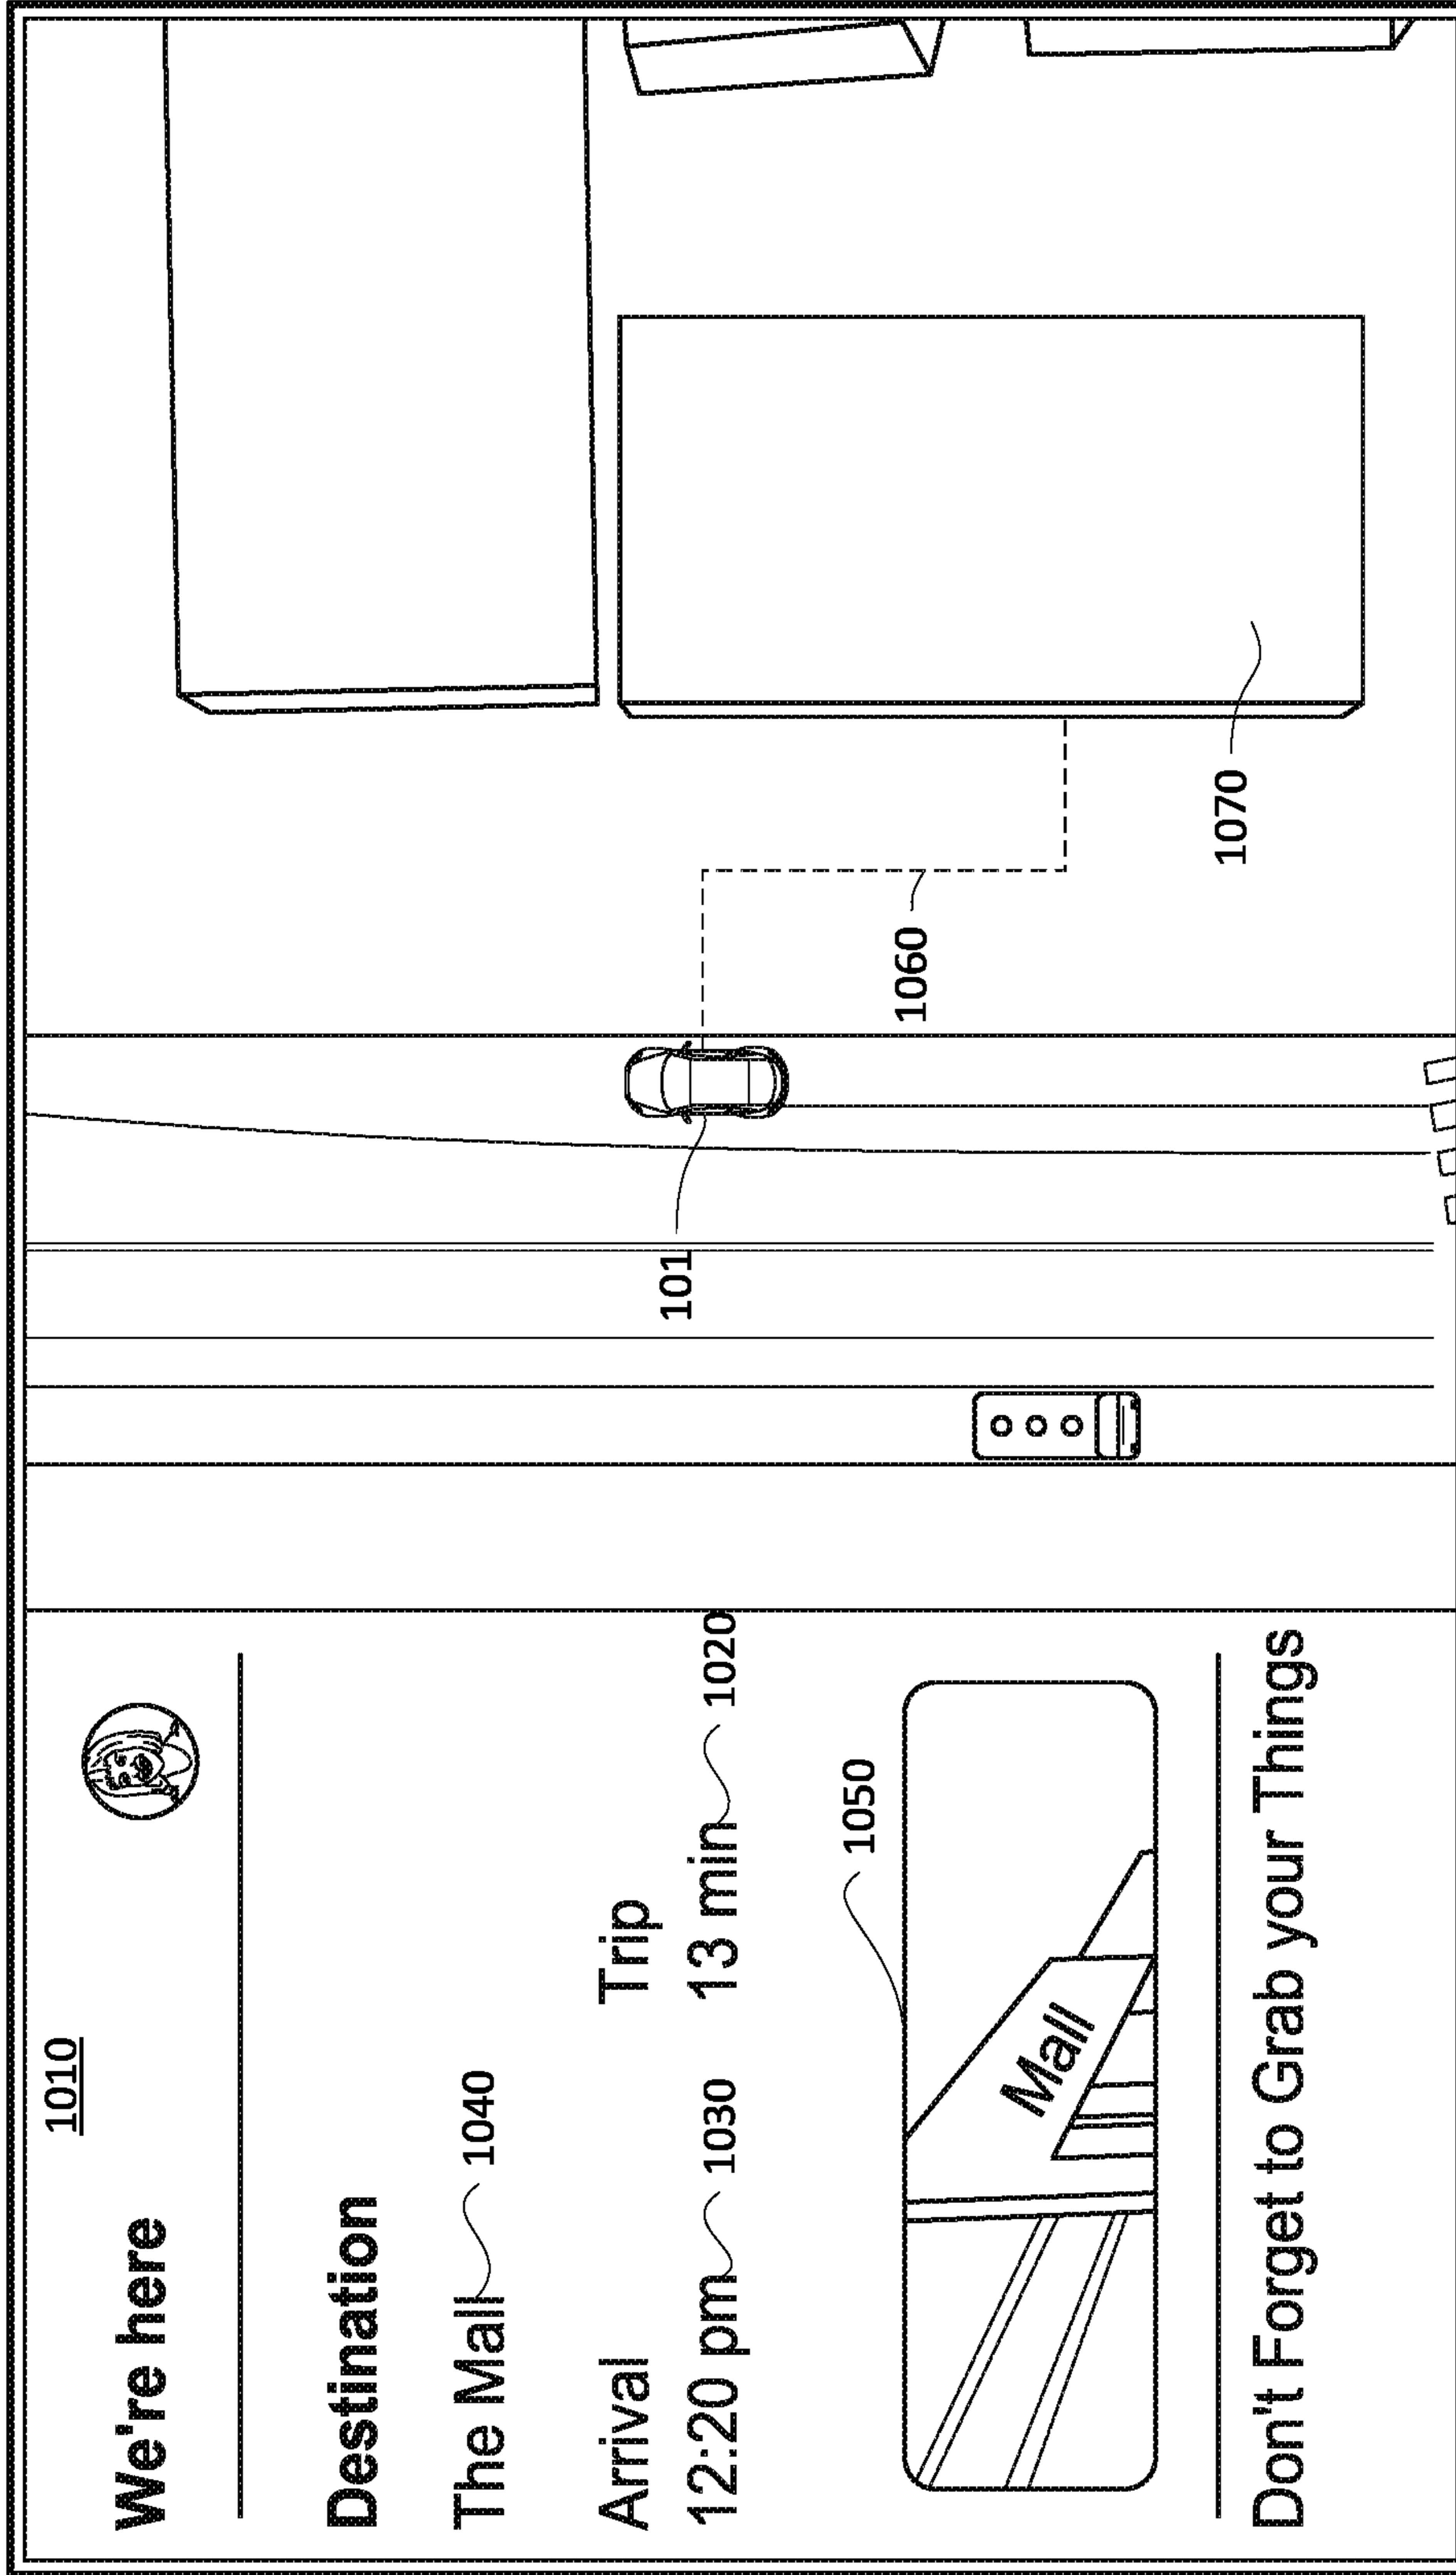 1010
We're here
Destination
The Mall 1040
Arrival Trip
12:20 pm 1030 13 min 1020
1050
Mall
Don't Forget to Grab your Things
101
1060
1070